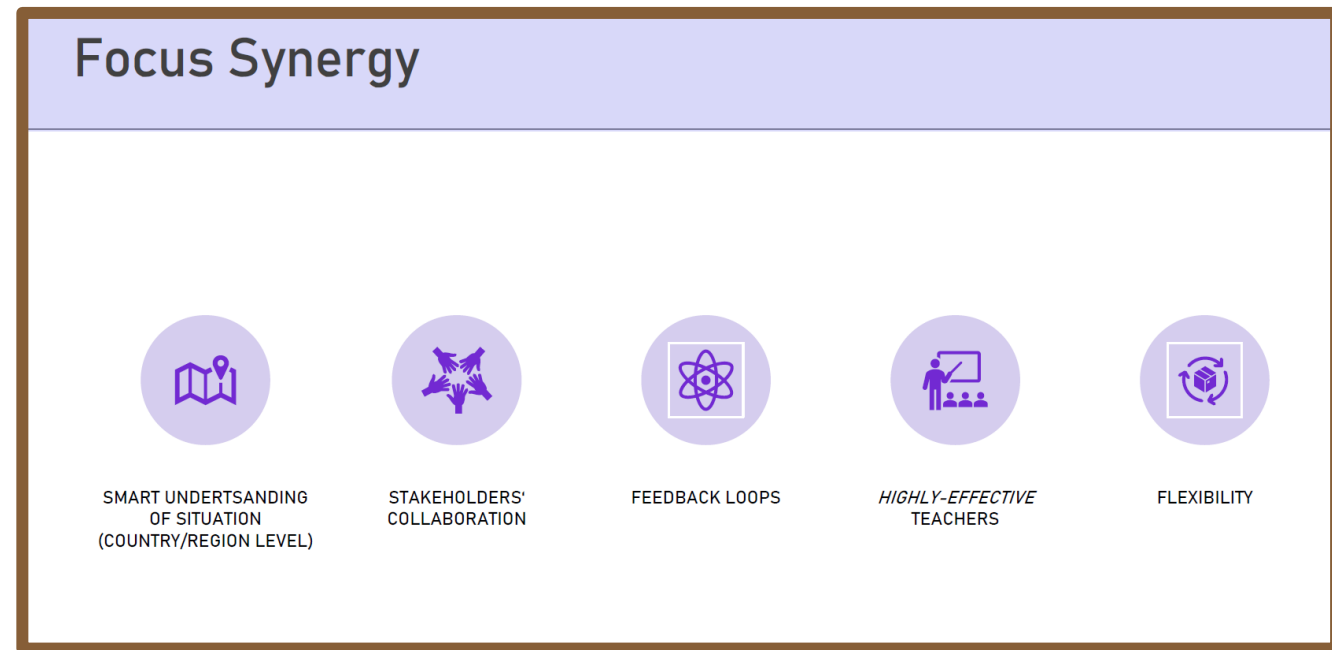 Focus Synergy
SMART UNDERTSANDING
OF SITUATION
(COUNTRY/REGION LEVEL)
STAKEHOLDERS'
COLLABORATION
FEEDBACK LOOPS
HIGHLY-EFFECTIVE
TEACHERS
FLEXIBILITY